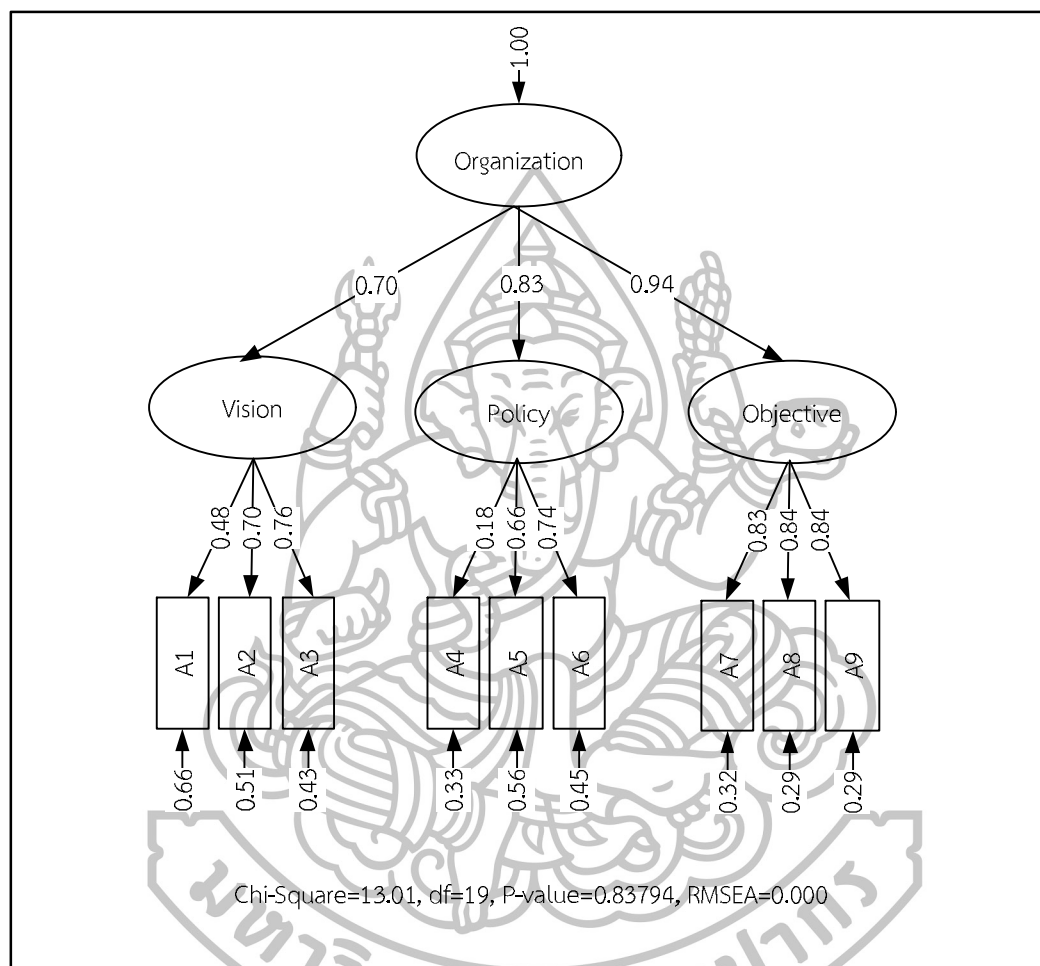 1.00
Organization
0.70 0.83 0.94
Vision Policy Objective
0.48 0.70 0.76 0.18 0.66 0.74 0.83 0.84 0.84
A1 A2 A3 A4 A5 A6 A7 A8 A9
0.66 0.51 0.43 0.33 0.56 0.45 0.32 0.29 0.29
Chi-Square=13.01, df=19, P-value=0.83794, RMSEA=0.000